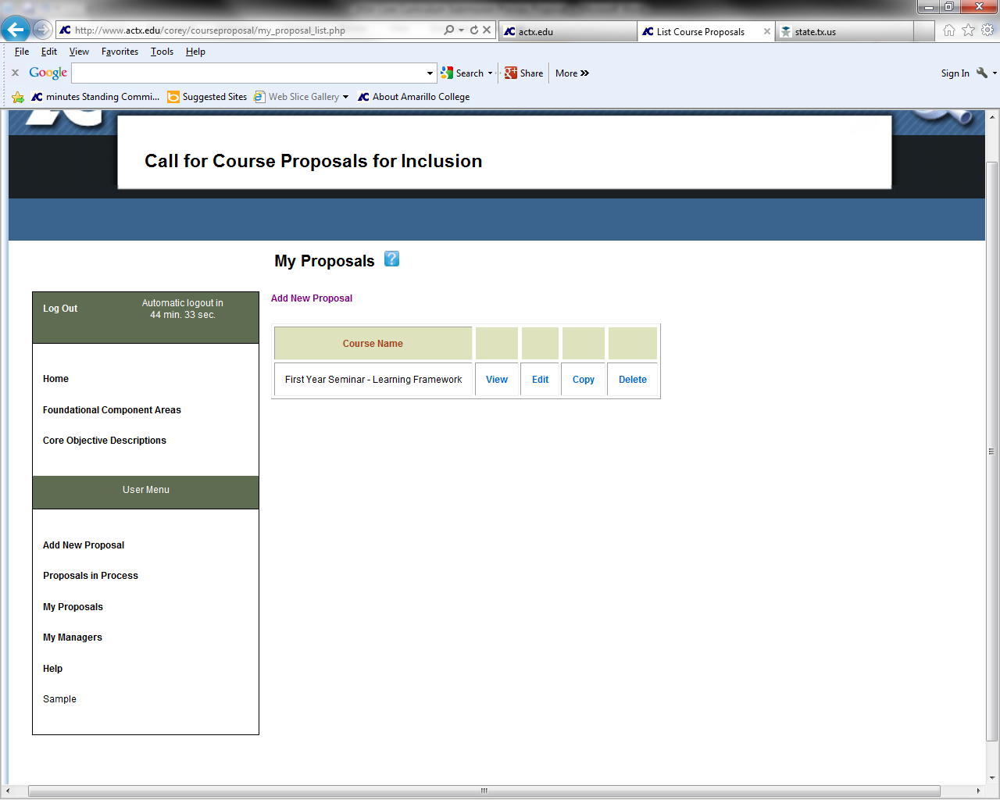 http://www.actx.edu/corey/courseproposal/my_proposal_list.php
actx.edu
List Course Proposals
state.tx.us
File Edit View Favorites Tools Help
Google Search Share More Sign In
minutes Standing Commi... Suggested Sites Web Slice Gallery About Amarillo College
AC
Call for Course Proposals for Inclusion
My Proposals ?
Log Out
Automatic logout in
44 min. 33 sec.
Home
Foundational Component Areas
Core Objective Descriptions
User Menu
Add New Proposal
Proposals in Process
My Proposals
My Managers
Help
Sample
Add New Proposal
Course Name
First Year Seminar - Learning Framework View Edit Copy Delete